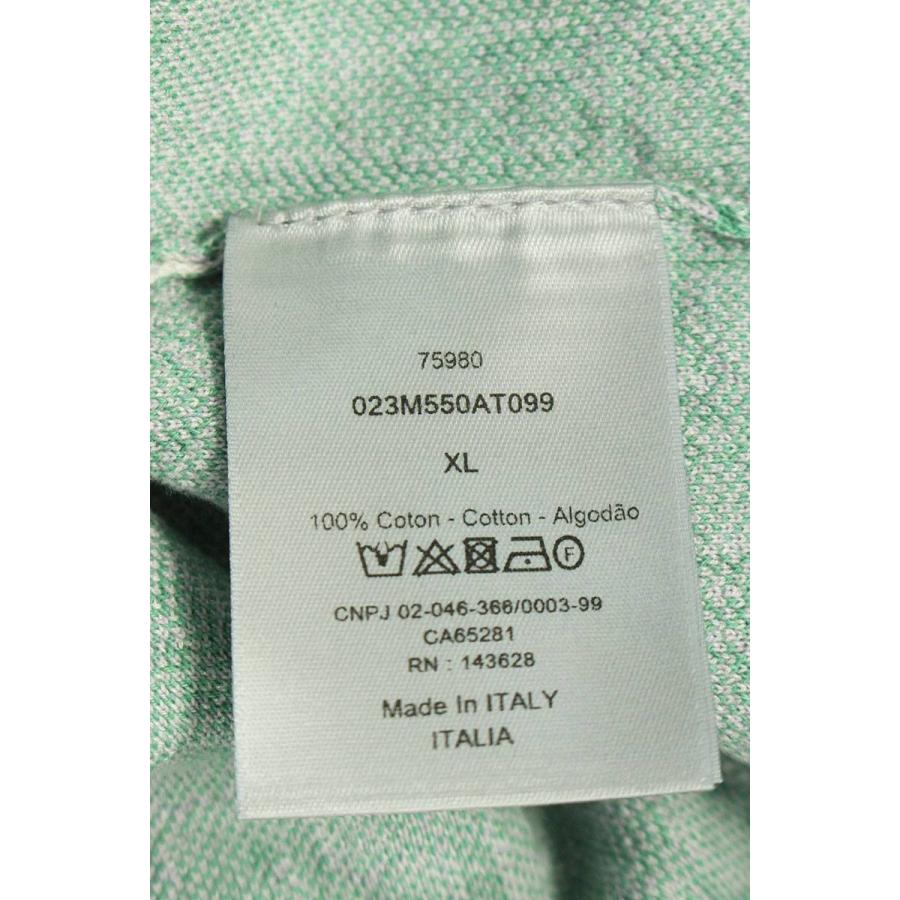 75980
023M550AT099
XL
100% Coton - Cotton - Algodão
F
CNPJ 02-046-366/0003-99
CA65281
RN : 143628
Made In ITALY
ITALIA